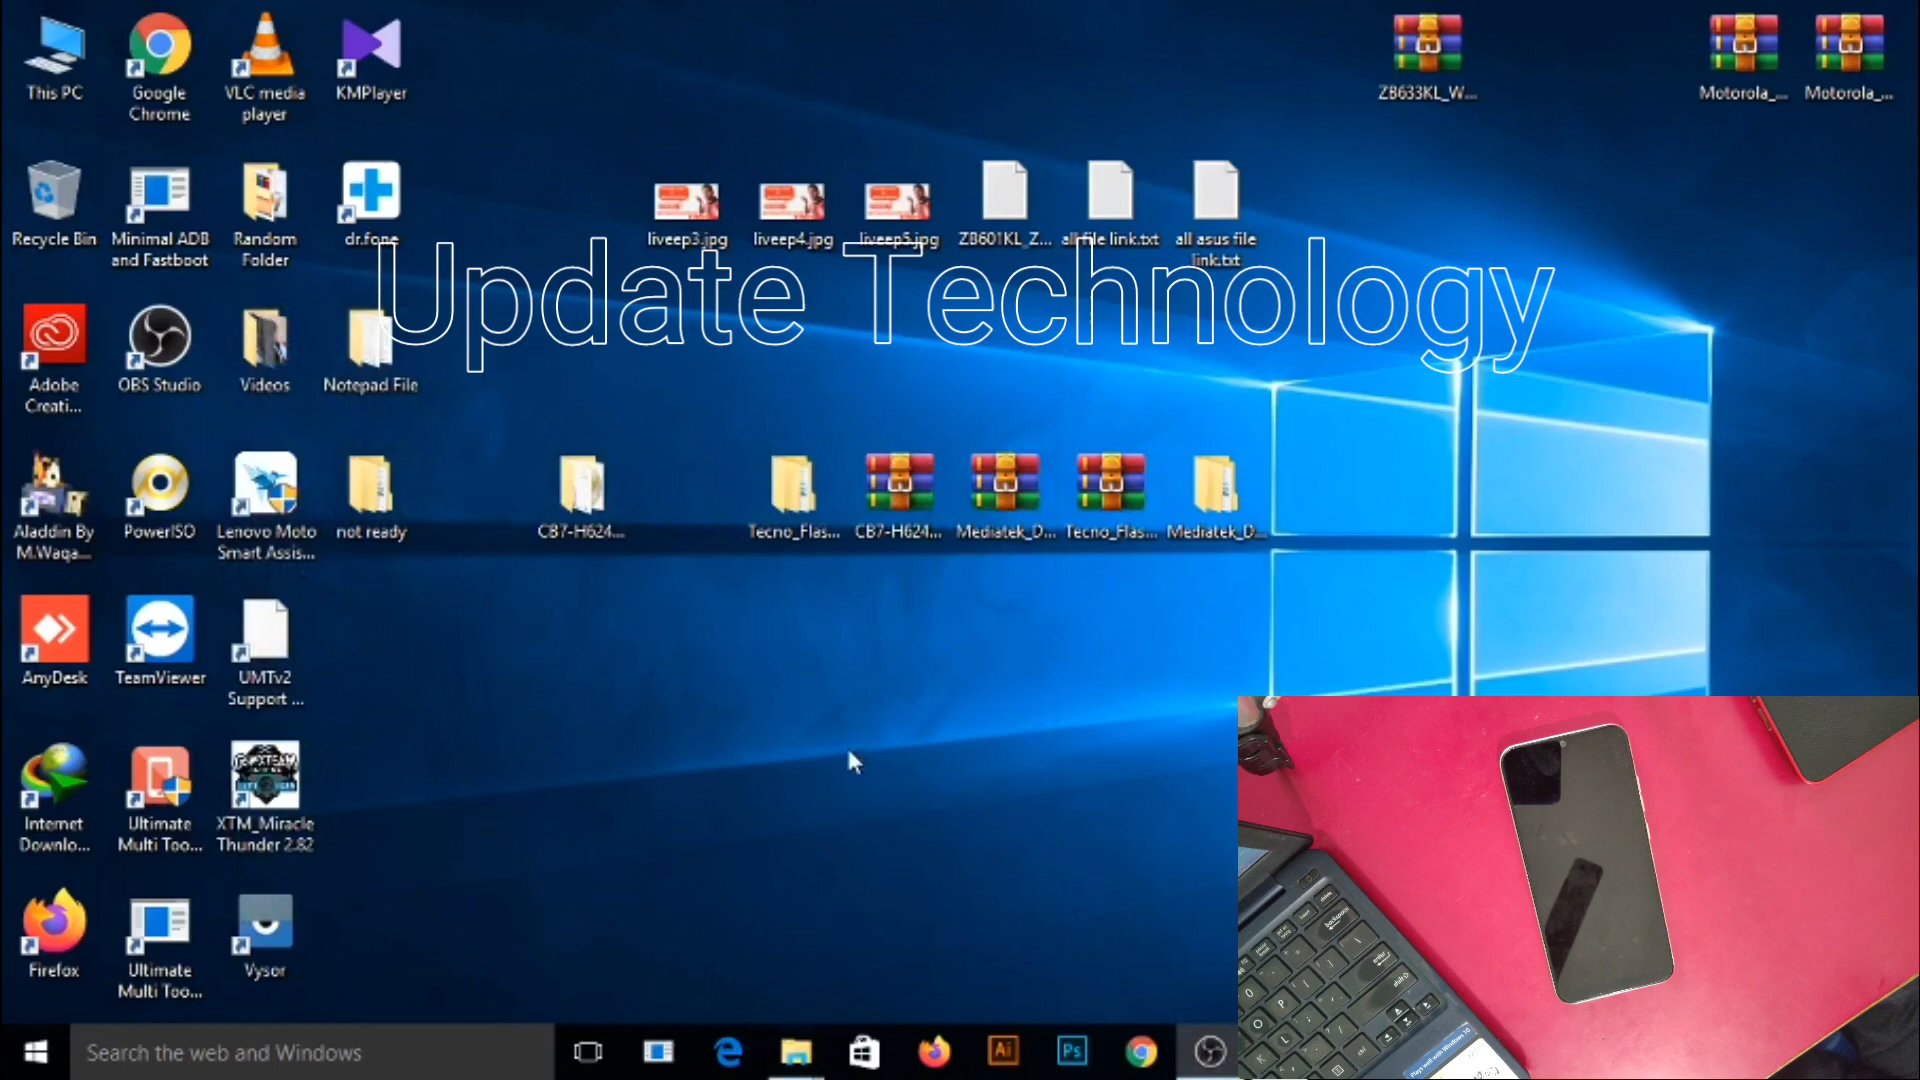 This PC
Google
Chrome
VLC media
player
KMPlayer
ZB633KL_W...
Motorola_...
Motorola_...
Recycle Bin
Minimal ADB
and Fastboot
Random
Folder
dr.fone
liveep3.jpg
liveep4.jpg
liveep5.jpg
ZB601KL_Z...
all file link.txt
all asus file
link.txt
Update Technology
Adobe
Creati...
OBS Studio
Videos
Notepad File
Aladdin By
M.Waqa...
PowerISO
Lenovo Moto
Smart Assis...
not ready
CB7-H624...
Tecno_Flas...
CB7-H624...
Mediatek_D...
Tecno_Flas...
Mediatek_D...
AnyDesk
TeamViewer
UMTv2
Support ...
Internet
Downlo...
Ultimate
Multi Too...
XTM_Miracle
Thunder 2.82
Firefox
Ultimate
Multi Too...
Vysor
Search the web and Windows
Ai
Ps